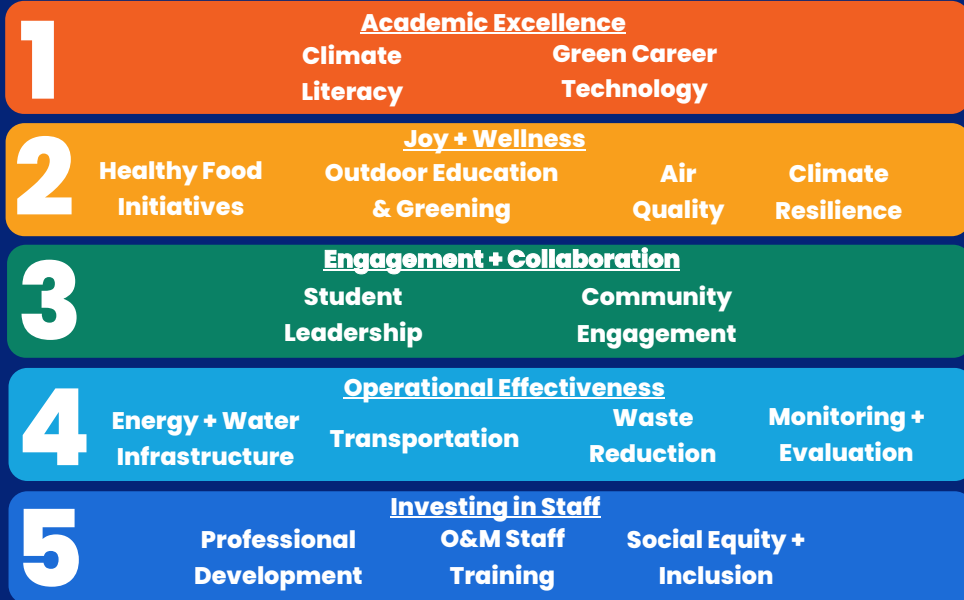 1
Academic Excellence
Climate
Literacy
Green Career
Technology
2
Joy + Wellness
Healthy Food
Initiatives
Outdoor Education
& Greening
Air
Quality
Climate
Resilience
3
Engagement + Collaboration
Student
Leadership
Community
Engagement
4
Operational Effectiveness
Energy + Water
Infrastructure
Transportation
Waste
Reduction
Monitoring +
Evaluation
5
Investing in Staff
Professional
Development
O&M Staff
Training
Social Equity +
Inclusion